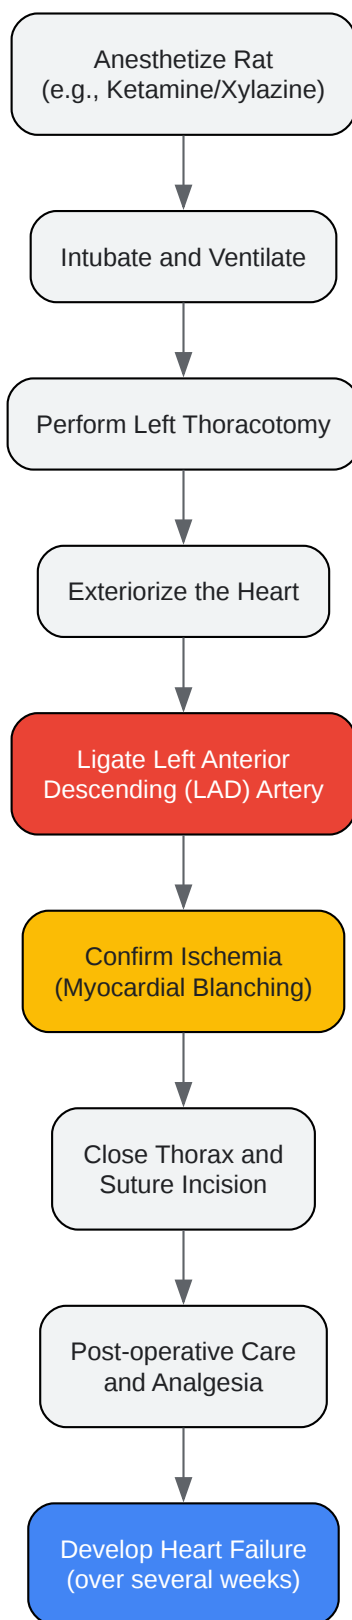 Anesthetize Rat
(e.g., Ketamine/Xylazine)
Intubate and Ventilate
Perform Left Thoracotomy
Exteriorize the Heart
Ligate Left Anterior
Descending (LAD) Artery
Confirm Ischemia
(Myocardial Blanching)
Close Thorax and
Suture Incision
Post-operative Care
and Analgesia
Develop Heart Failure
(over several weeks)